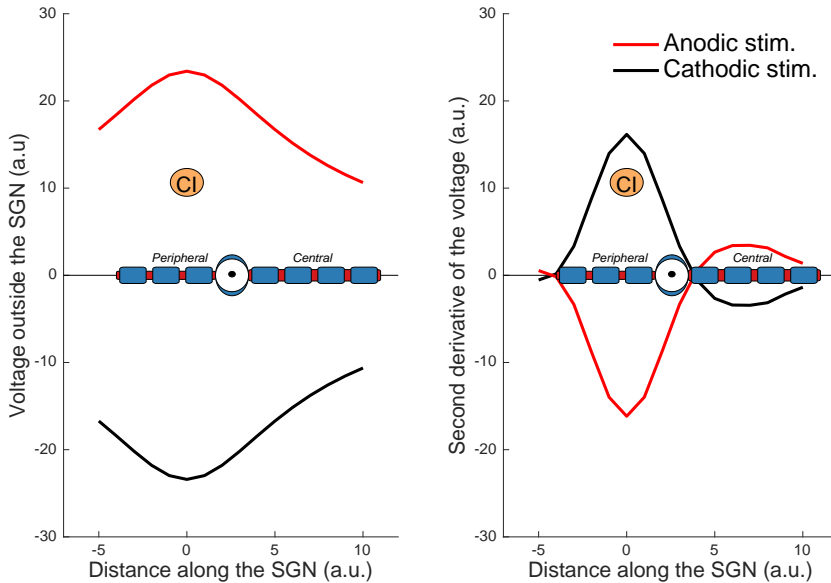 Voltage outside the SGN (a.u)
30
20
10
0
-10
-20
-30
CI
Peripheral
Central
-5
0
5
10
Distance along the SGN (a.u.)
Second derivative of the voltage (a.u.)
30
20
10
0
-10
-20
-30
Anodic stim.
Cathodic stim.
CI
Peripheral
Central
-5
0
5
10
Distance along the SGN (a.u.)